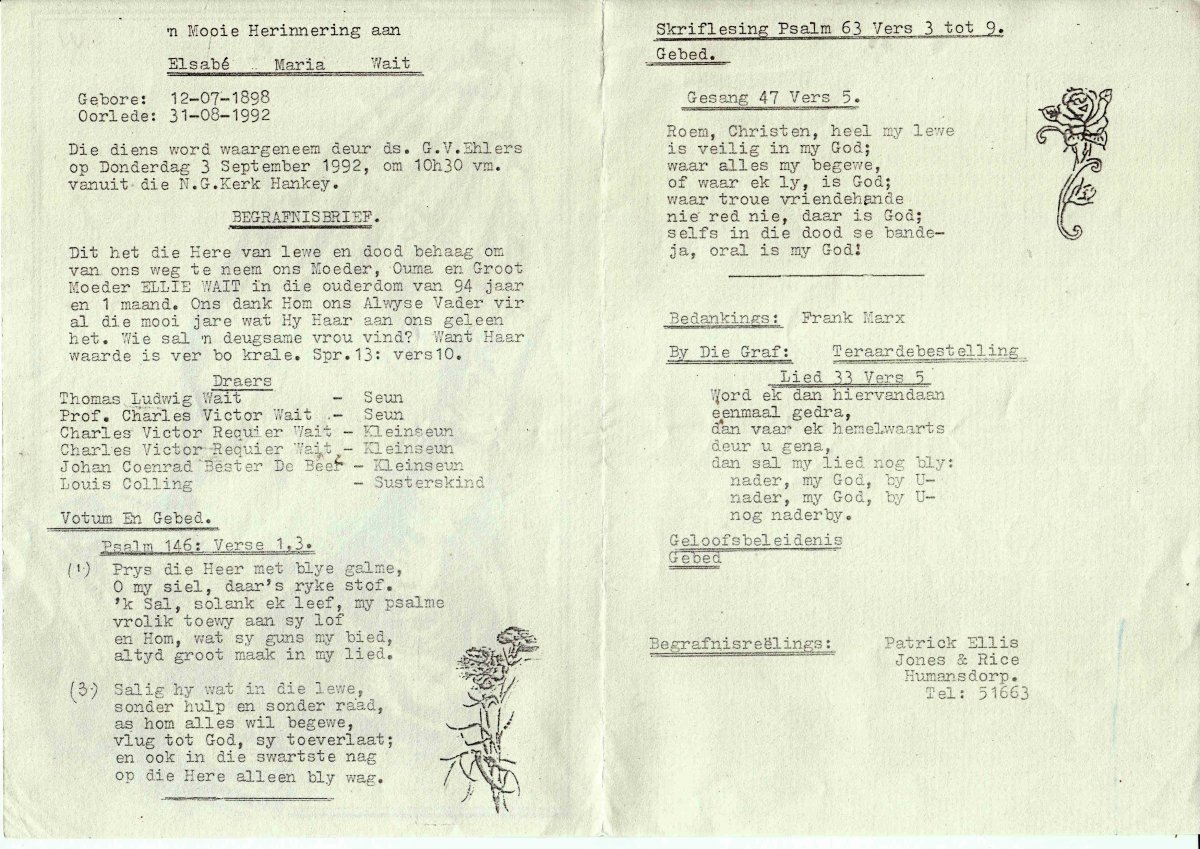 'n Mooie Herinnering aan
Elsabé Maria Wait
Gebore: 12-07-1898
Oorlede: 31-08-1992
Die diens word waargeneem deur ds. G.V.Ehlers
op Donderdag 3 September 1992, om 10h30 vm.
vanuit die N.G.Kerk Hankey.
BEGRAFNISBRIEF.
Dit het die Here van lewe en dood behaag om
van ons weg te neem ons Moeder, Ouma en Groot
Moeder ELLIE WAIT in die ouderdom van 94 jaar
en 1 maand. Ons dank Hom ons Alwyse Vader vir
al die mooi jare wat Hy Haar aan ons geleen
het. Wie sal 'n deugsame vrou vind? Want Haar
waarde is ver bo krale. Spr.13: vers10.
Draers
Thomas Ludwig Wait - Seun
Prof. Charles Victor Wait - Seun
Charles Victor Requier Wait - Kleinseun
Charles Victor Requier Wait - Kleinseun
Johan Coenrad Bester De Beer - Kleinseun
Louis Colling - Susterskind
Votum En Gebed.
Psalm 146: Verse 1,3.
(1) Prys die Heer met blye galme,
O my siel, daar's ryke stof.
'k Sal, solank ek leef, my psalme
vrolik toewy aan sy lof
en Hom, wat sy guns my bied,
altyd groot maak in my lied.
(3) Salig hy wat in die lewe,
sonder hulp en sonder raad,
as hom alles wil begewe,
vlug tot God, sy toeverlaat;
en ook in die swartste nag
op die Here alleen bly wag.
Skriflesing Psalm 63 Vers 3 tot 9.
Gebed.
Gesang 47 Vers 5.
Roem, Christen, heel my lewe
is veilig in my God;
waar alles my begewe,
of waar ek ly, is God;
waar troue vriendehande
nie red nie, daar is God;
selfs in die dood se bande-
ja, oral is my God!
Bedankings: Frank Marx
By Die Graf: Teraardebestelling
Lied 33 Vers 5
Word ek dan hiervandaan
eenmaal gedra,
dan vaar ek hemelwaarts
deur u gena,
dan sal my lied nog bly:
nader, my God, by U-
nader, my God, by U-
nog naderby.
Geloofsbeleidenis
Gebed
Begrafnisreëlings: Patrick Ellis
Jones & Rice
Humansdorp.
Tel: 51663